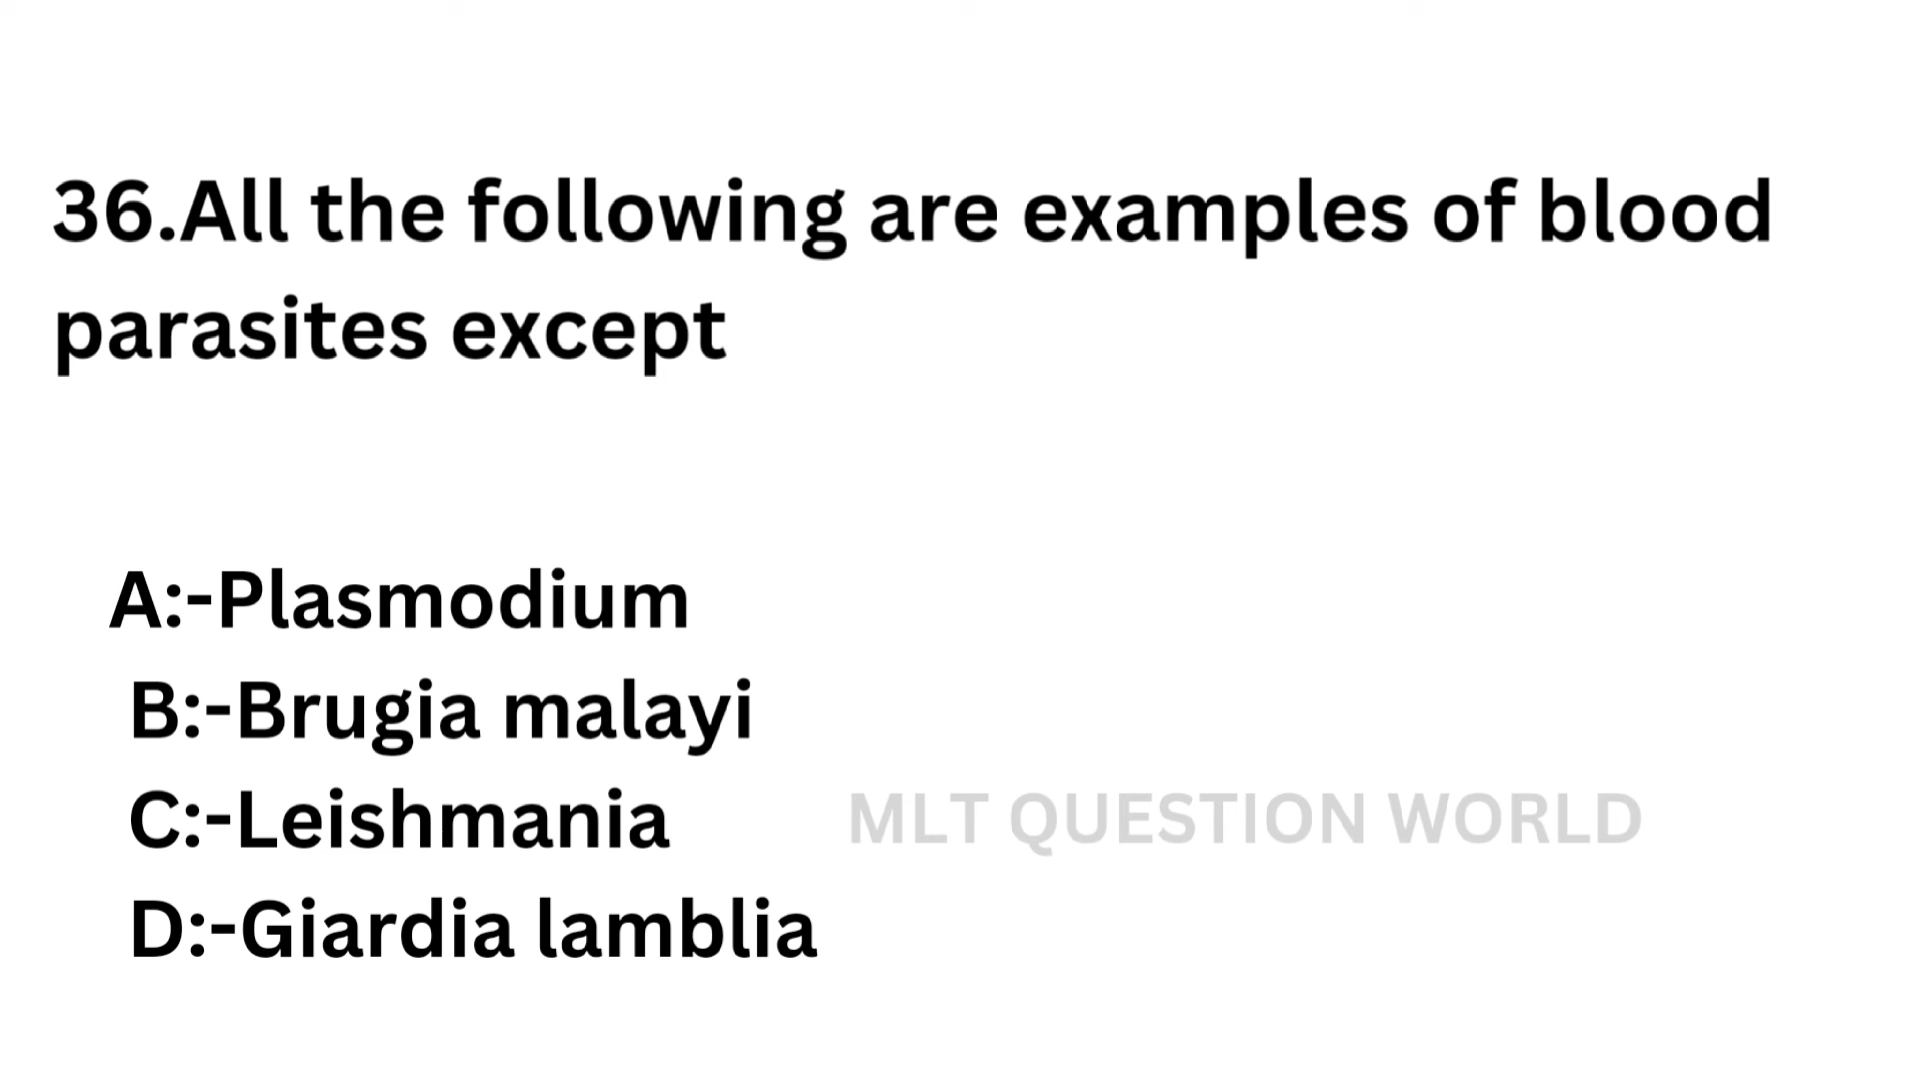 36.All the following are examples of blood
parasites except
A:-Plasmodium
B:-Brugia malayi
C:-Leishmania
MLT QUESTION WORLD
D:-Giardia lamblia